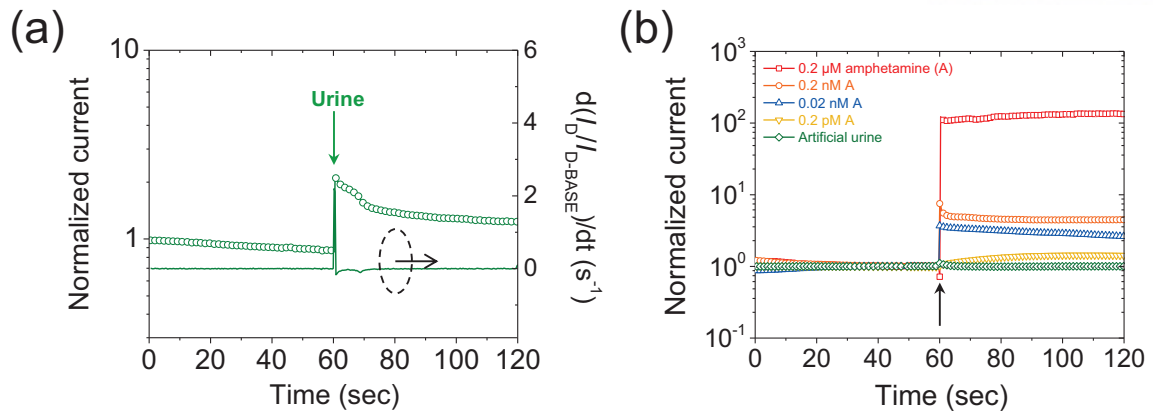 (a)
10
1
Normalized current
Urine
6
4
2
0
d(I_D/I_D-BASE)/dt (s⁻¹)
0 20 40 60 80 100 120
Time (sec)
(b)
10³
10²
10¹
10⁰
10⁻¹
Normalized current
0.2 µM amphetamine (A)
0.2 nM A
0.02 nM A
0.2 pM A
Artificial urine
0 20 40 60 80 100 120
Time (sec)